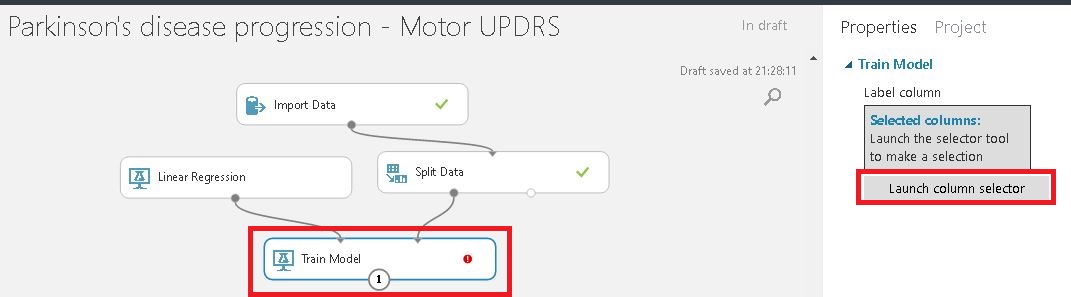 Parkinson's disease progression - Motor UPDRS
In draft
Properties
Project
Draft saved at 21:28:11
Train Model
Label column
Selected columns:
Launch the selector tool
to make a selection
Launch column selector
Import Data
Linear Regression
Split Data
Train Model
1